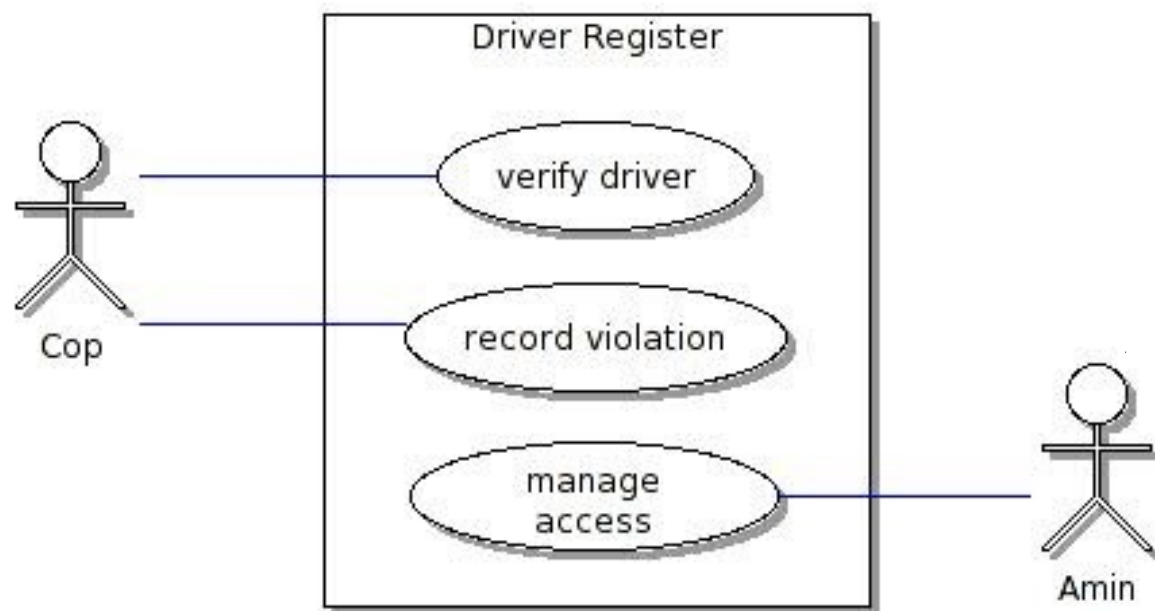 Driver Register
verify driver
Cop
record violation
manage
access
Amin